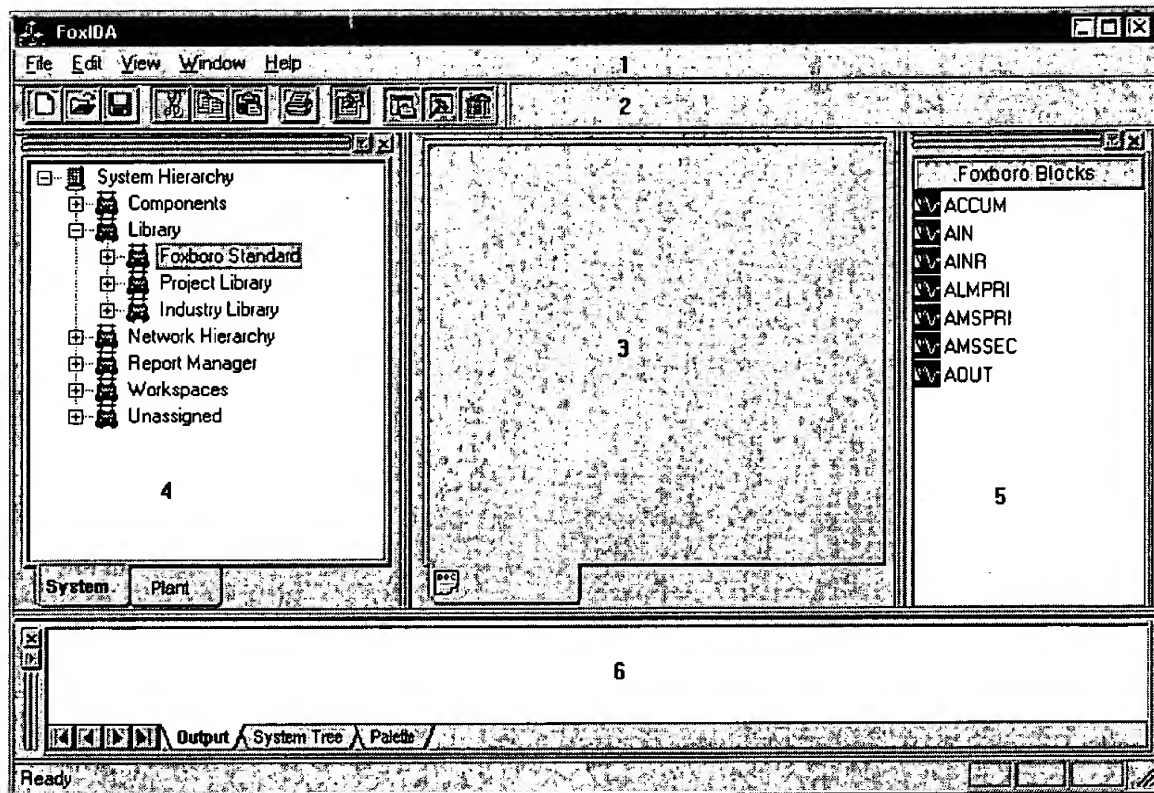 FoxIDA
File Edit View Window Help
1
2
System Hierarchy
Components
Library
Foxboro Standard
Project Library
Industry Library
Network Hierarchy
Report Manager
Workspaces
Unassigned
4
System Plant
3
Foxboro Blocks
ACCUM
AIN
AINR
ALMPRI
AMSPRI
AMSSEC
AOUT
5
6
Output System Tree Palette
Ready